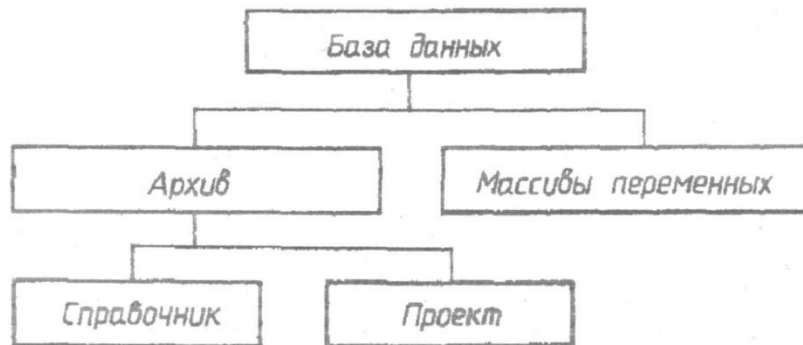 База данных
Архив
Массивы переменных
Справочник
Проект